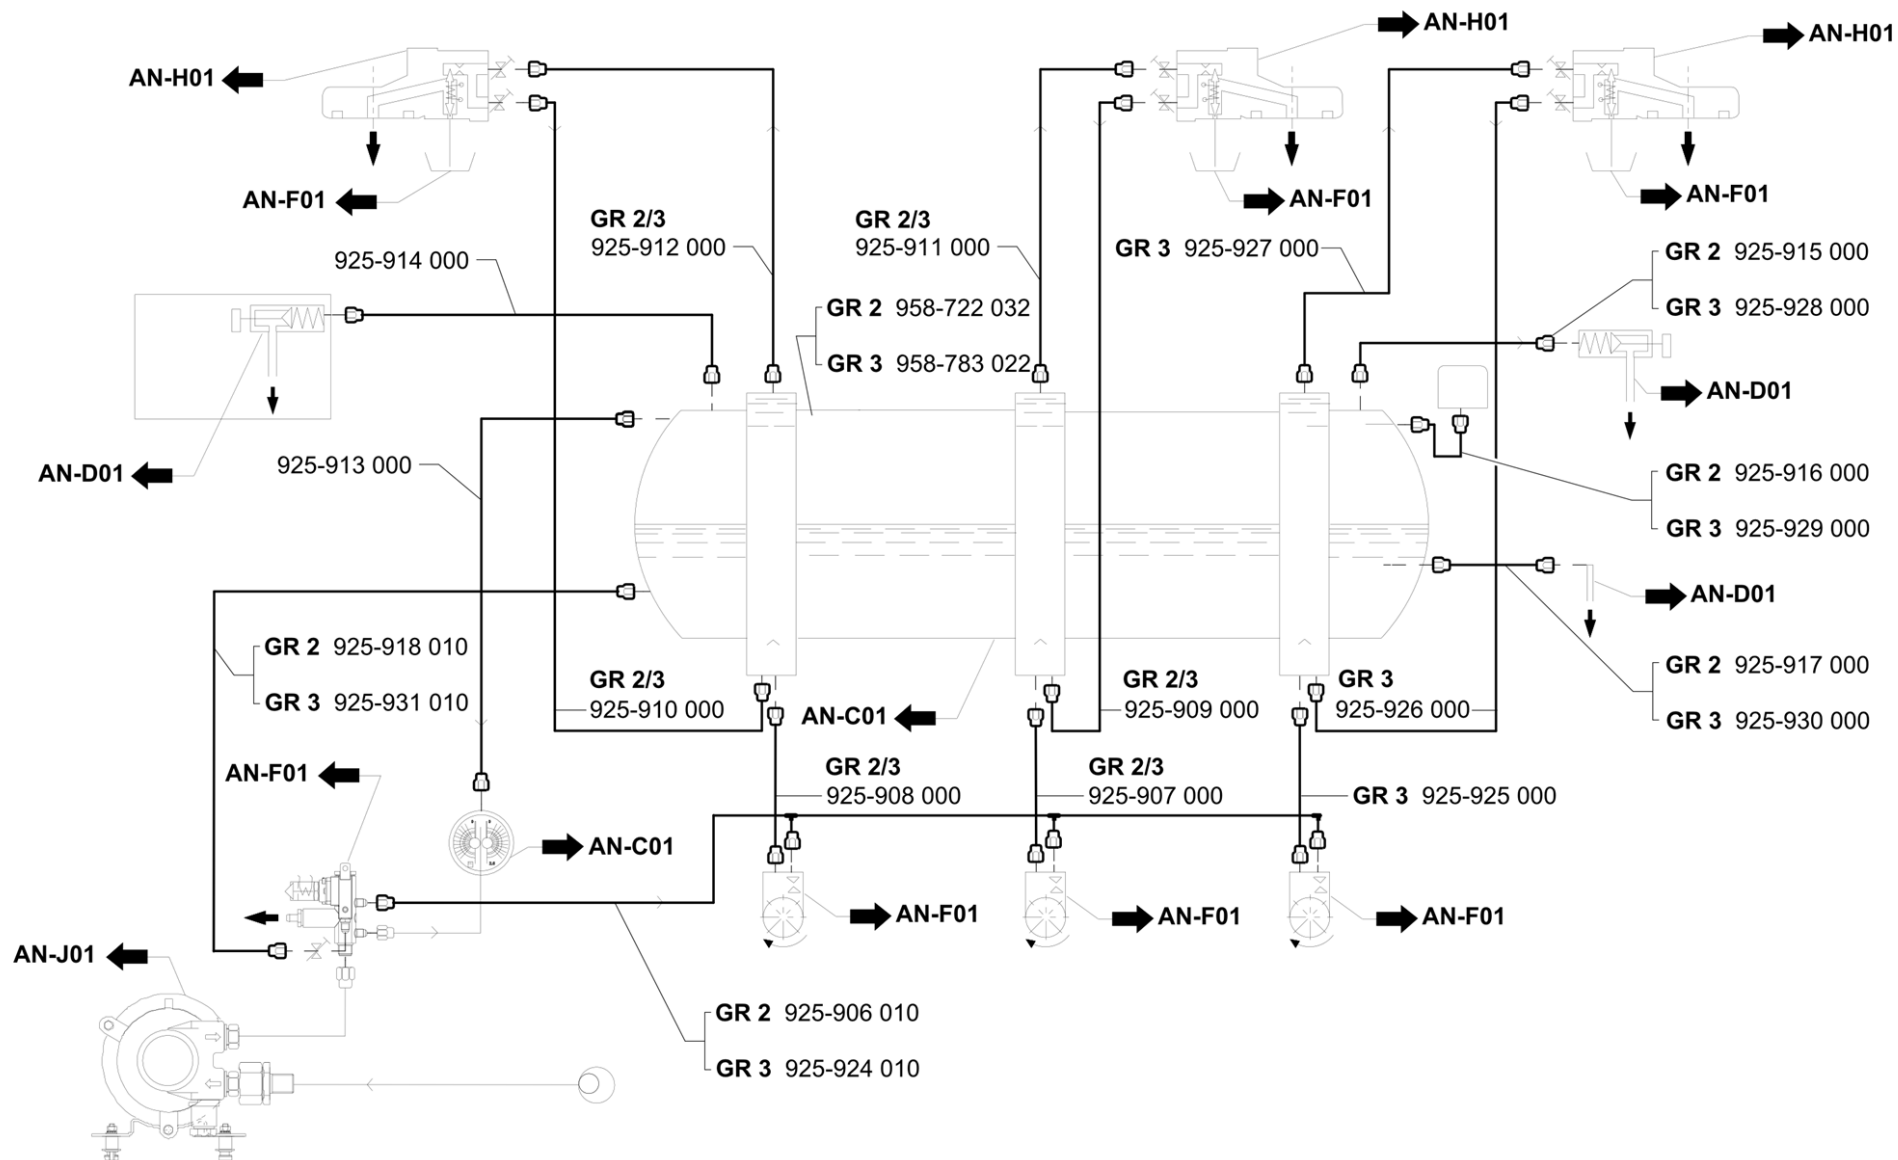 AN-H01
AN-H01
AN-H01
AN-F01
AN-F01
AN-F01
GR 2/3
925-912 000
GR 2/3
925-911 000
GR 3 925-927 000
GR 2 925-915 000
GR 3 925-928 000
925-914 000
GR 2 958-722 032
GR 3 958-783 022
AN-D01
925-913 000
AN-D01
GR 2 925-916 000
GR 3 925-929 000
AN-D01
GR 2 925-918 010
GR 3 925-931 010
GR 2/3
925-910 000
AN-C01
GR 2/3
925-909 000
GR 3
925-926 000
GR 2 925-917 000
GR 3 925-930 000
AN-F01
GR 2/3
925-908 000
GR 2/3
925-907 000
GR 3 925-925 000
AN-C01
AN-F01
AN-F01
AN-F01
AN-J01
GR 2 925-906 010
GR 3 925-924 010